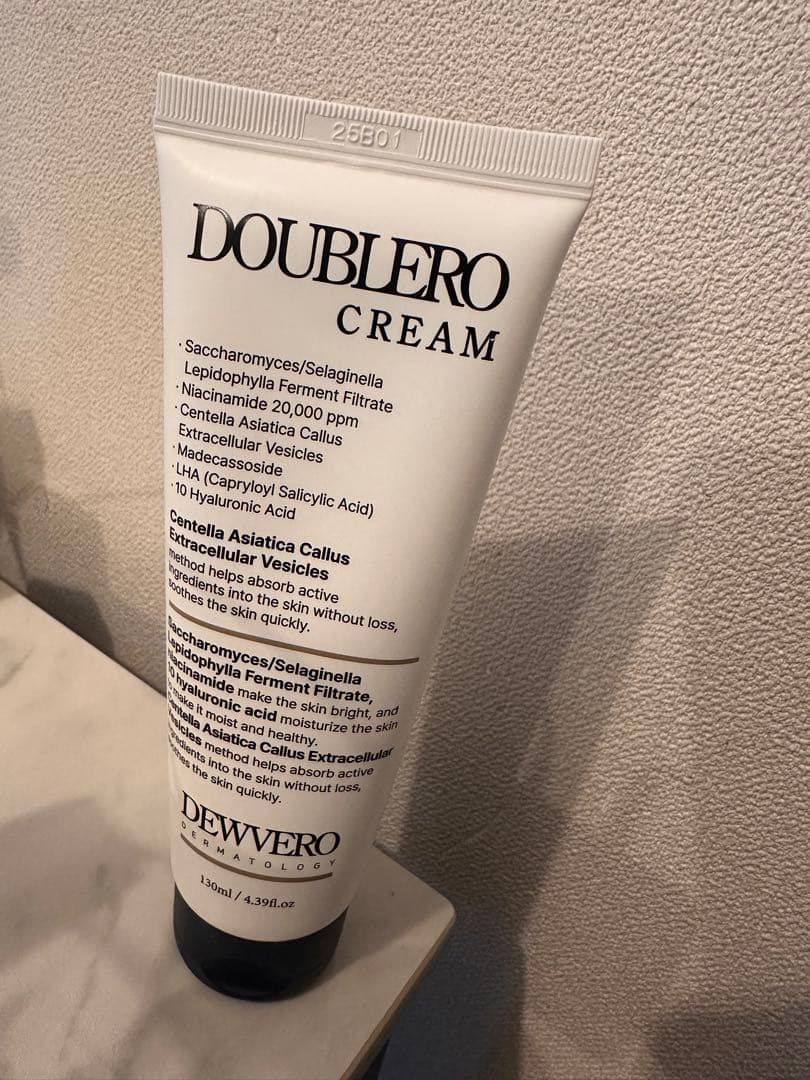 25B01
DOUBLERO
CREAM
· Saccharomyces/Selaginella
Lepidophylla Ferment Filtrate
· Niacinamide 20,000 ppm
· Centella Asiatica Callus
Extracellular Vesicles
· Madecassoside
· LHA (Capryloyl Salicylic Acid)
· 10 Hyaluronic Acid
Centella Asiatica Callus
Extracellular Vesicles
method helps absorb active
ingredients into the skin without loss,
soothes the skin quickly.
Saccharomyces/Selaginella
Lepidophylla Ferment Filtrate,
niacinamide make the skin bright, and
10 hyaluronic acid moisturize the skin
make it moist and healthy.
Centella Asiatica Callus Extracellular
Vesicles method helps absorb active
ingredients into the skin without loss,
soothes the skin quickly.
DEWVERO
DERMATOLOGY
130ml / 4.39fl.oz